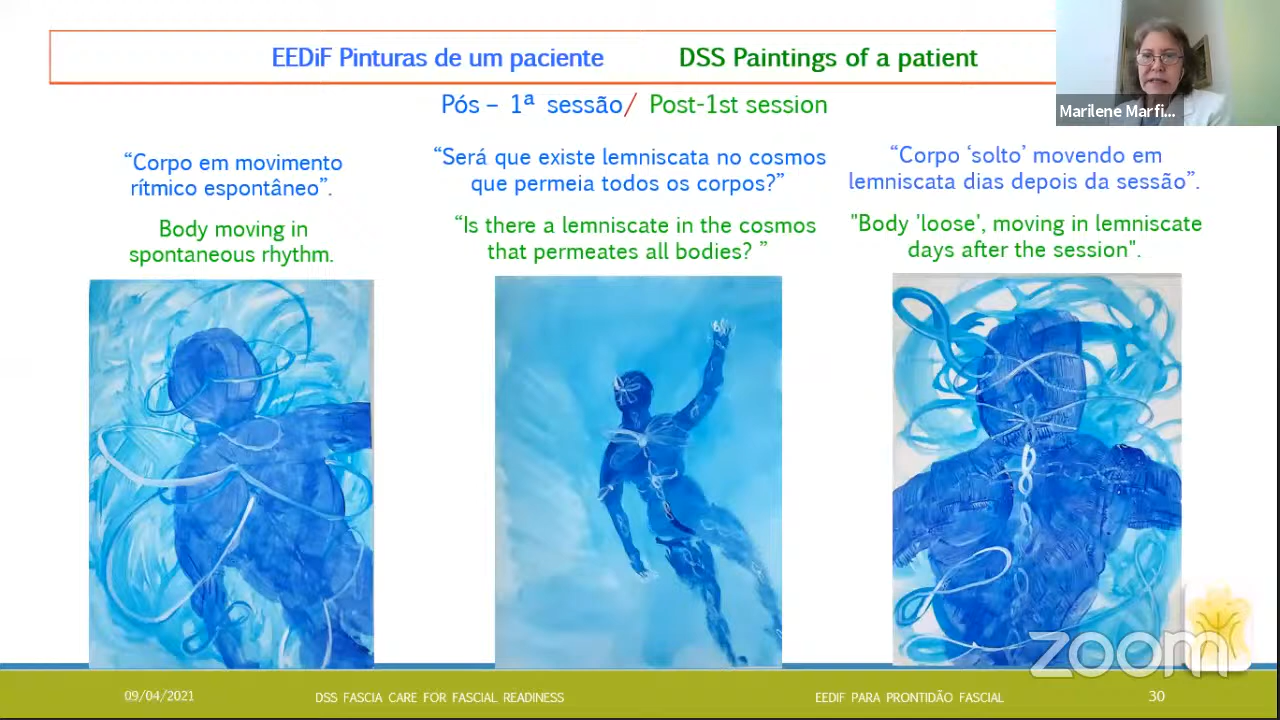 EEDiF Pinturas de um paciente DSS Paintings of a patient
Marilene Marfi...
Pós – 1ª sessão/ Post-1st session
“Corpo em movimento
rítmico espontâneo”.
Body moving in
spontaneous rhythm.
“Será que existe lemniscata no cosmos
que permeia todos os corpos?”
“Is there a lemniscate in the cosmos
that permeates all bodies? ”
“Corpo ‘solto’ movendo em
lemniscata dias depois da sessão”.
"Body 'loose', moving in lemniscate
days after the session".
zoom
09/04/2021 DSS FASCIA CARE FOR FASCIAL READINESS EEDIF PARA PRONTIDÃO FASCIAL 30